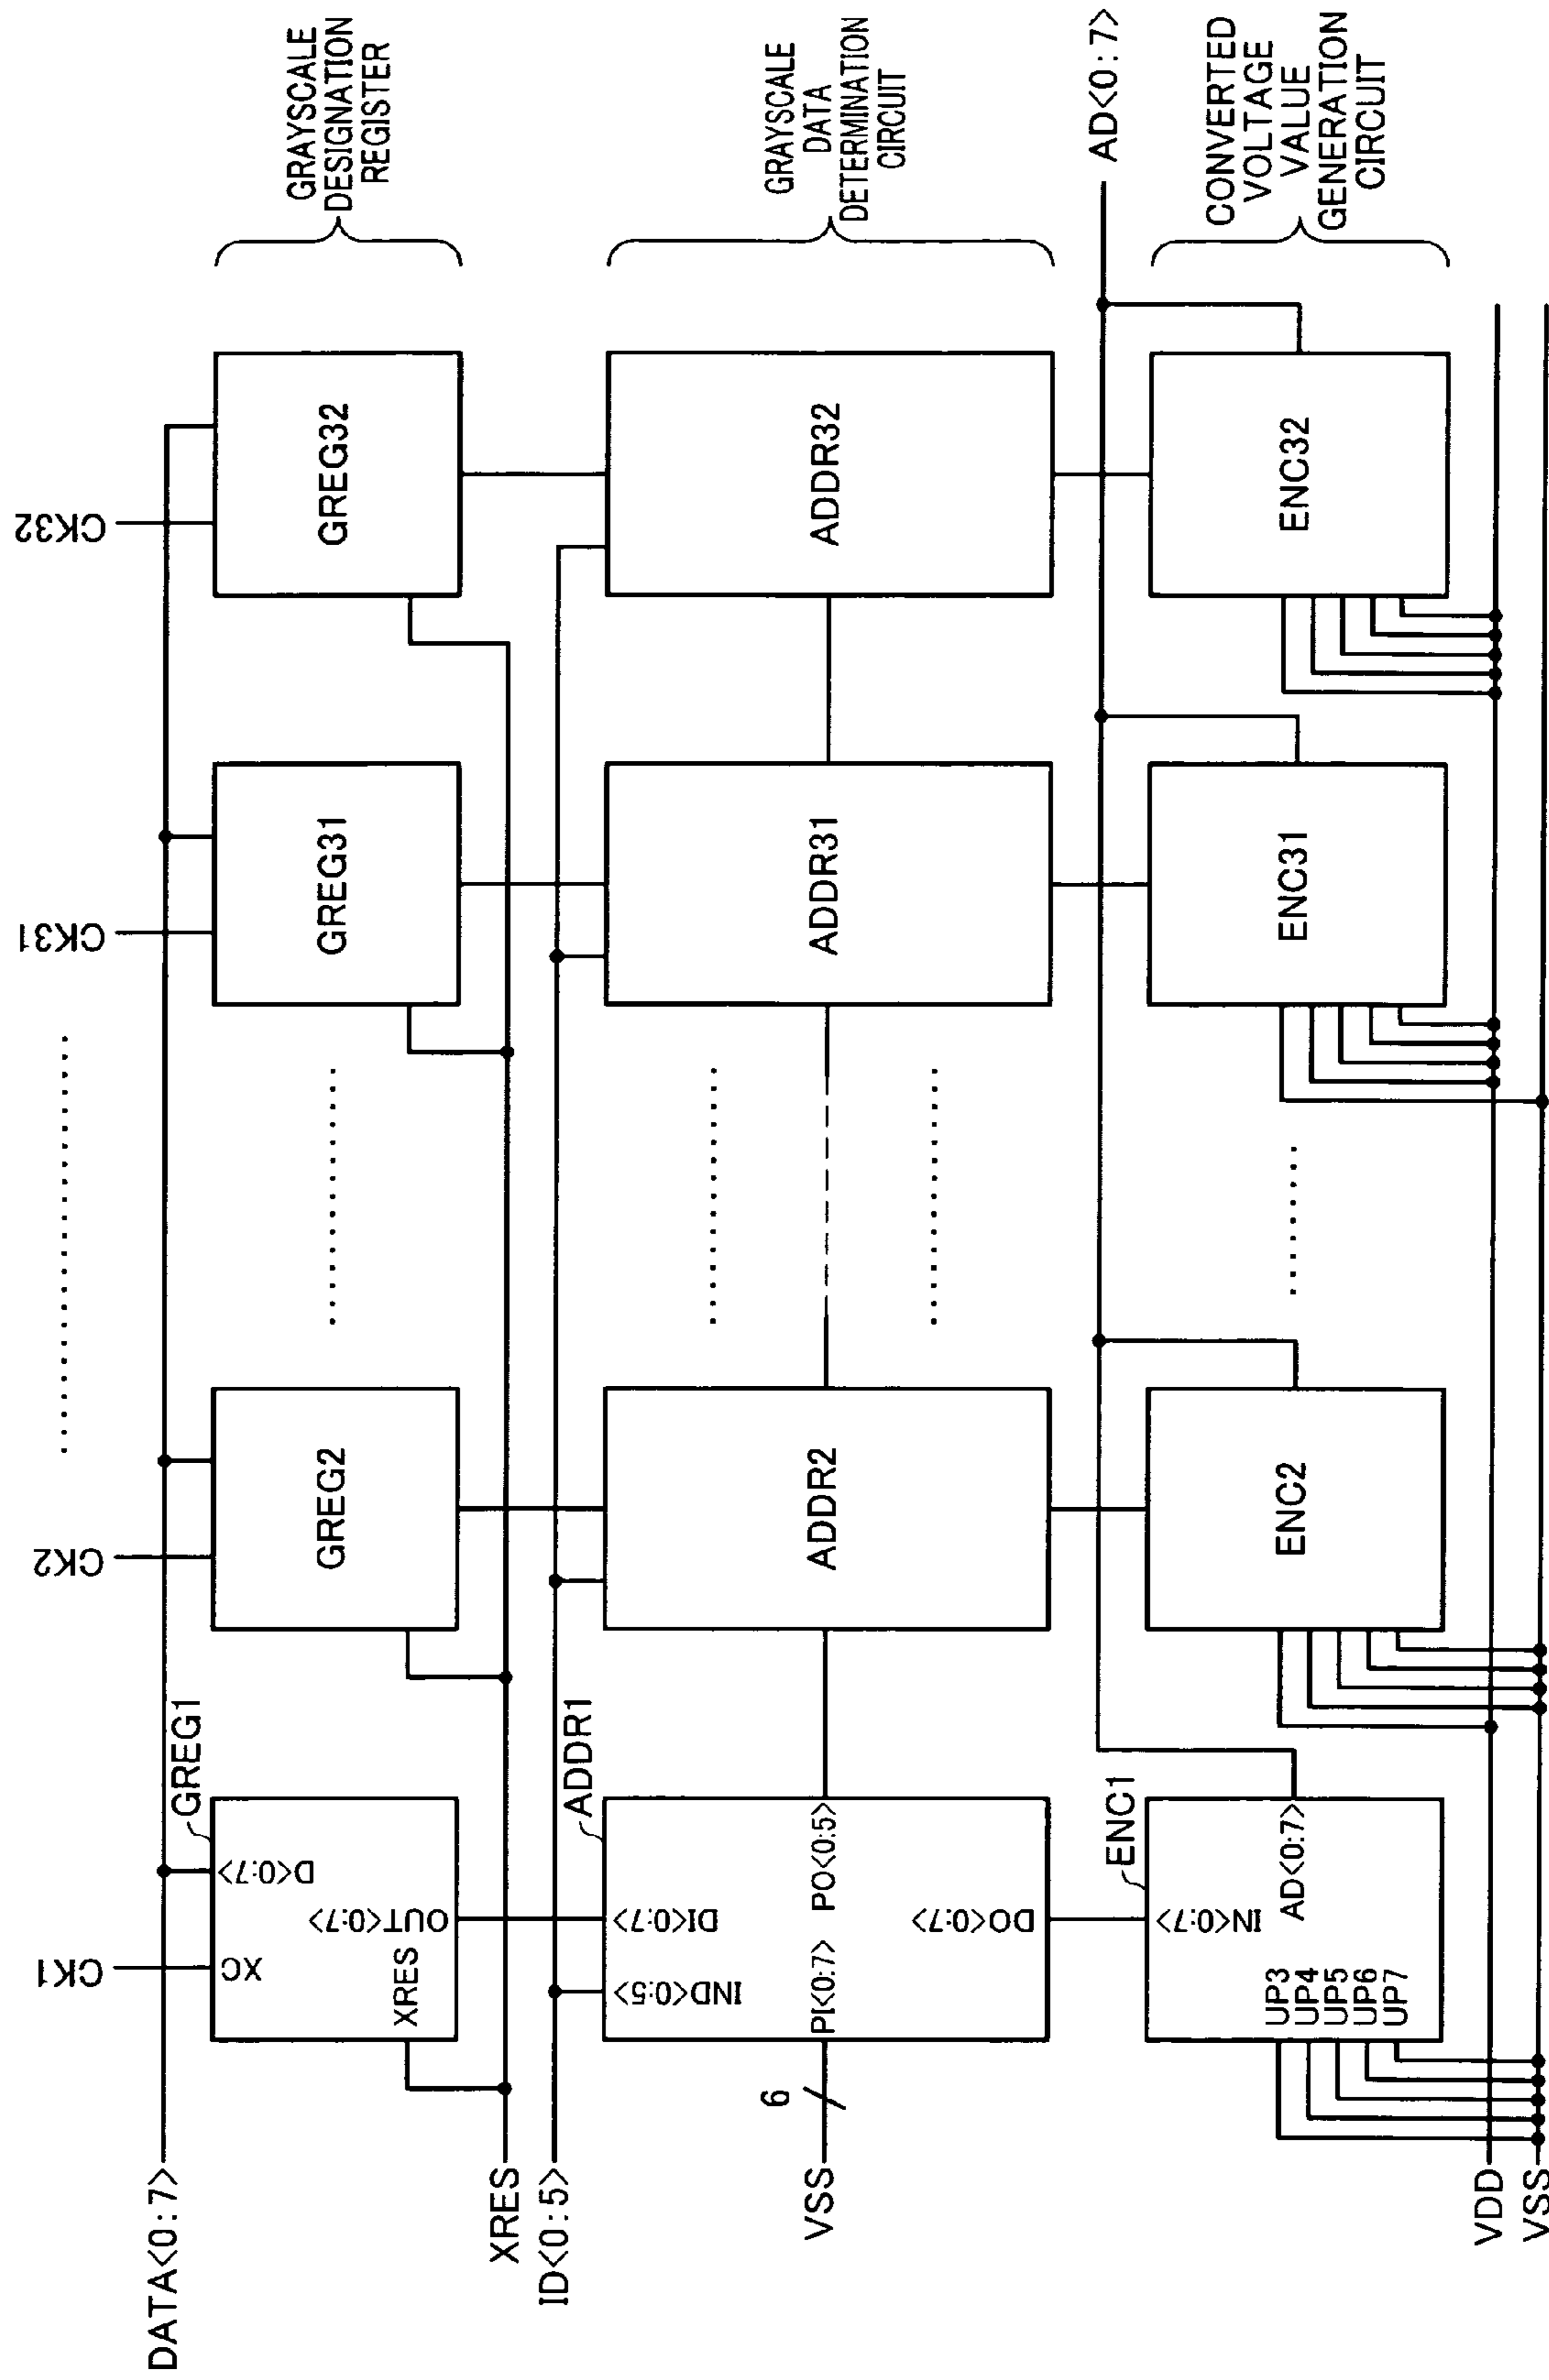 CK1
CK2
CK31
CK32
DATA<0:7>
GREG1
XC
D<0:7>
OUT<0:7>
XRES
GREG2
GREG31
GREG32
GRAYSCALE
DESIGNATION
REGISTER
XRES
ID<0:5>
ADDR1
IND<0:5>
DI<0:7>
PI<0:7>
PO<0:5>
DO<0:7>
6
VSS
ADDR2
ADDR31
ADDR32
GRAYSCALE
DATA
DETERMINATION
CIRCUIT
AD<0:7>
ENC1
IN<0:7>
AD<0:7>
UP3
UP4
UP5
UP6
UP7
ENC2
ENC31
ENC32
CONVERTED
VOLTAGE
VALUE
GENERATION
CIRCUIT
VDD
VSS